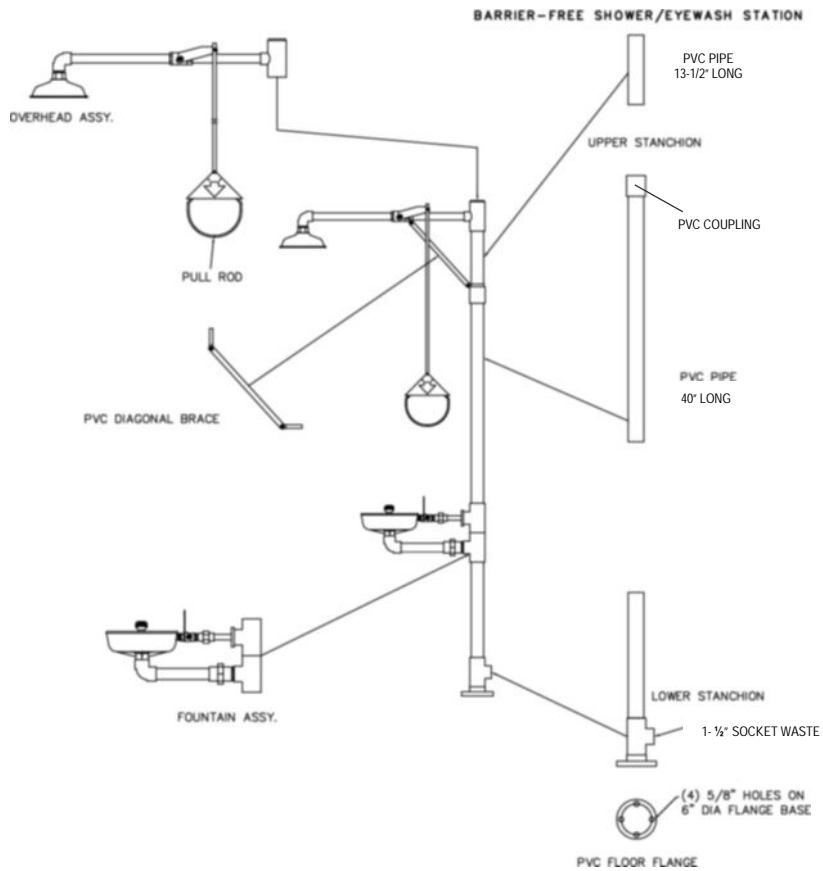 BARRIER-FREE SHOWER/EYEWASH STATION
PVC PIPE
13-1/2" LONG
OVERHEAD ASSY.
UPPER STANCHION
PVC COUPLING
PULL ROD
PVC PIPE
40" LONG
PVC DIAGONAL BRACE
LOWER STANCHION
FOUNTAIN ASSY.
1- ½" SOCKET WASTE
(4) 5/8" HOLES ON
6" DIA FLANGE BASE
PVC FLOOR FLANGE